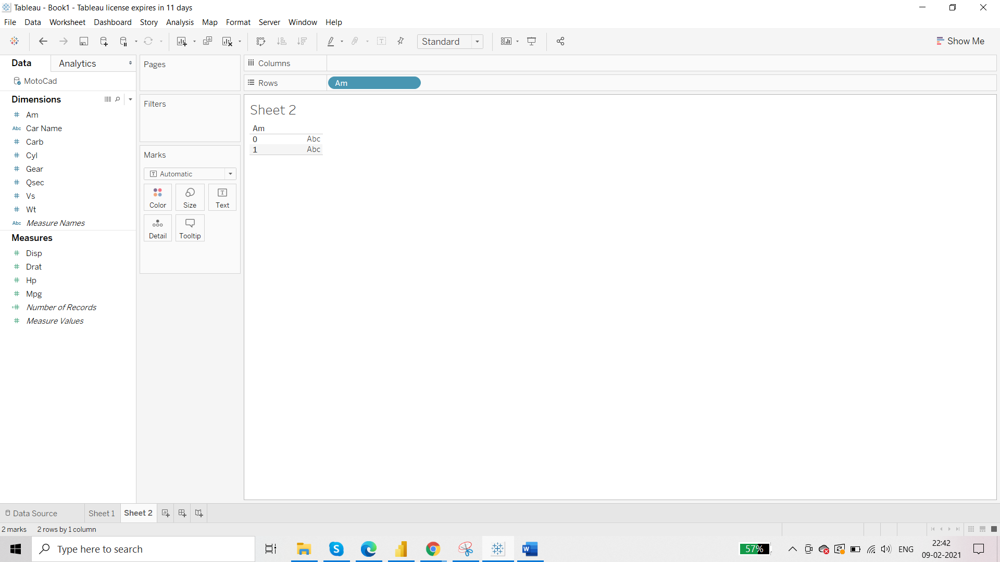 Tableau - Book1 - Tableau license expires in 11 days
File Data Worksheet Dashboard Story Analysis Map Format Server Window Help
Standard
Show Me
Data Analytics
MotoCad
Dimensions
Am
Abc Car Name
Carb
Cyl
Gear
Qsec
Vs
Wt
Abc Measure Names
Measures
Disp
Drat
Hp
Mpg
Number of Records
Measure Values
Pages
Filters
Marks
Automatic
Color Size Text
Detail Tooltip
Columns
Rows Am
Sheet 2
Am
0 Abc
1 Abc
Data Source Sheet 1 Sheet 2
2 marks 2 rows by 1 column
Type here to search
57%
ENG
22:42
09-02-2021